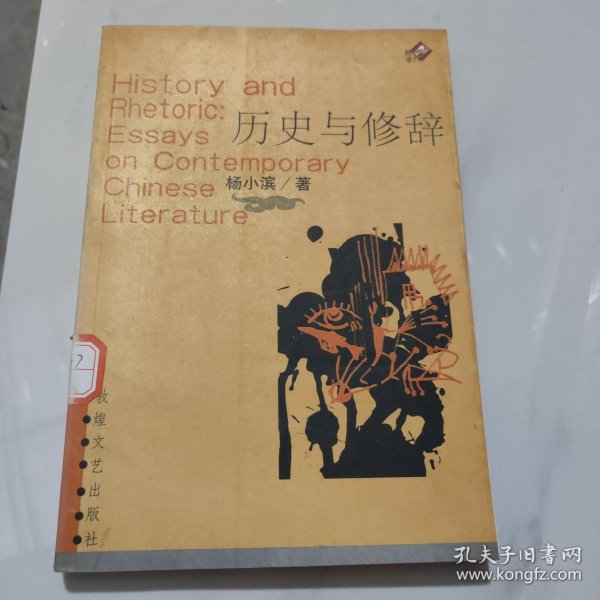 History and
Rhetoric:
Essays
on Contemporary
Chinese
Literature
历史与修辞
杨小滨/著
7
敦煌文艺出版社
孔夫子旧书网
www.kongfz.com